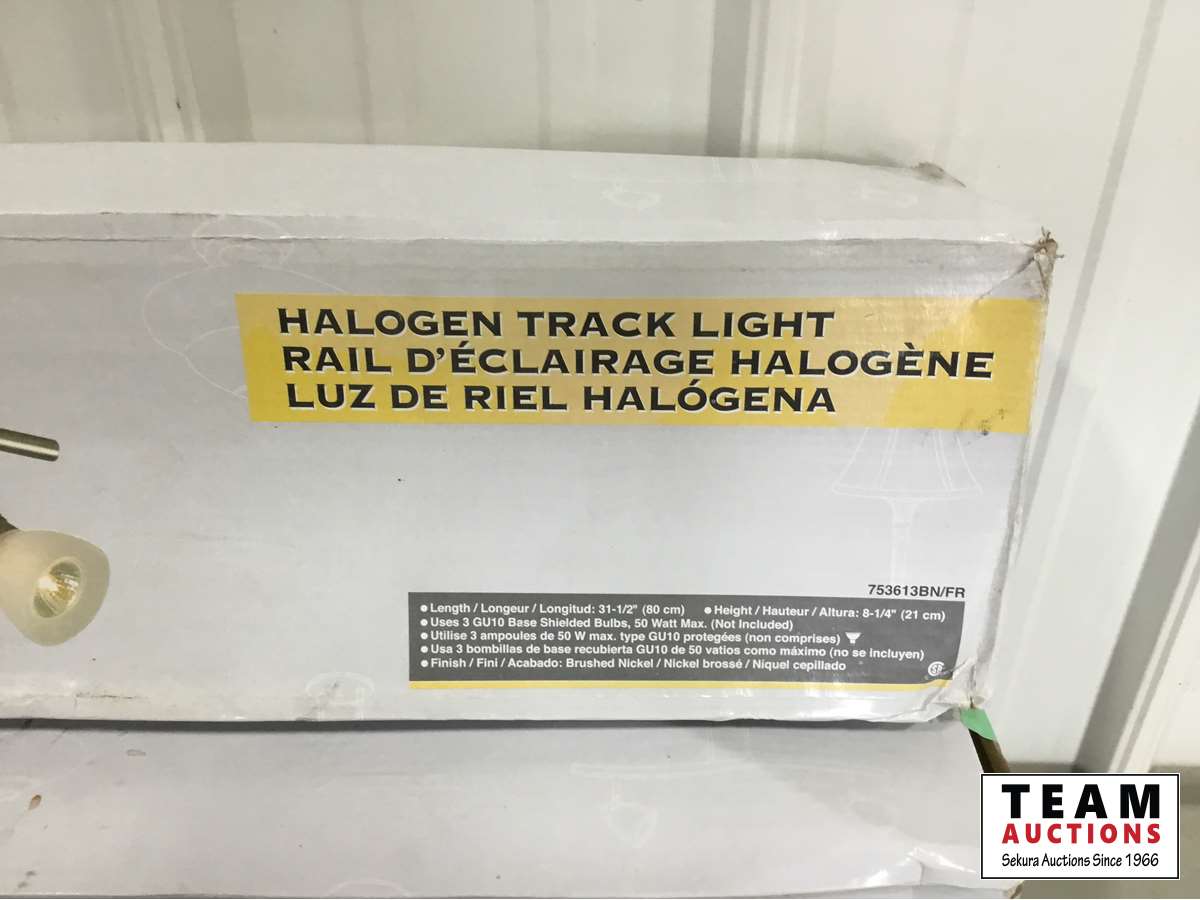 HALOGEN TRACK LIGHT
RAIL D'ÉCLAIRAGE HALOGÈNE
LUZ DE RIEL HALÓGENA
753613BN/FR
• Length / Longeur / Longitud: 31-1/2" (80 cm) • Height / Hauteur / Altura: 8-1/4" (21 cm)
• Uses 3 GU10 Base Shielded Bulbs, 50 Watt Max. (Not Included)
• Utilise 3 ampoules de 50 W max. type GU10 protegées (non comprises)
• Usa 3 bombillas de base recubierta GU10 de 50 vatios como máximo (no se incluyen)
• Finish / Fini / Acabado: Brushed Nickel / Nickel brossé / Níquel cepillado
TEAM
AUCTIONS
Sekura Auctions Since 1966